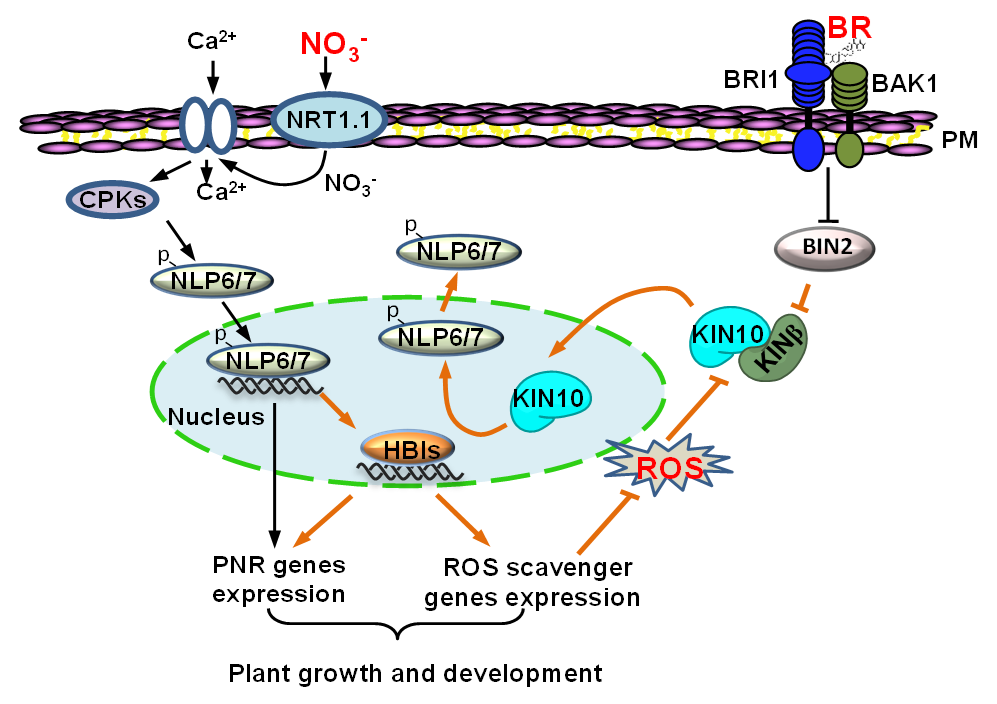 Ca²⁺
NO₃⁻
BR
BRI1
BAK1
NRT1.1
PM
CPKs
Ca²⁺
NO₃⁻
p
NLP6/7
BIN2
p
NLP6/7
p
NLP6/7
KIN10
KINβ
p
NLP6/7
KIN10
Nucleus
HBIs
ROS
PNR genes
expression
ROS scavenger
genes expression
Plant growth and development